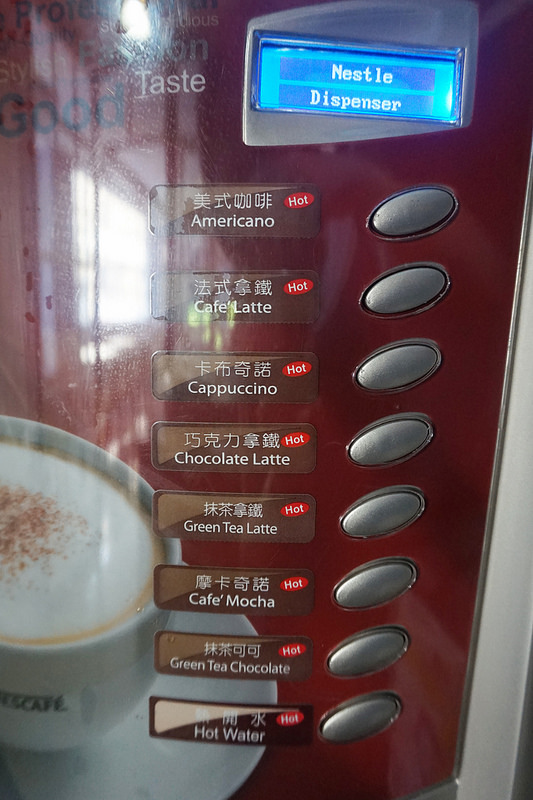 Taste
Good
Nestle
Dispenser
美式咖啡 Hot
Americano
法式拿鐵 Hot
Cafe' Latte
卡布奇諾 Hot
Cappuccino
巧克力拿鐵 Hot
Chocolate Latte
抹茶拿鐵 Hot
Green Tea Latte
摩卡奇諾 Hot
Cafe' Mocha
抹茶可可 Hot
Green Tea Chocolate
開水 Hot
Hot Water
NESCAFÉ